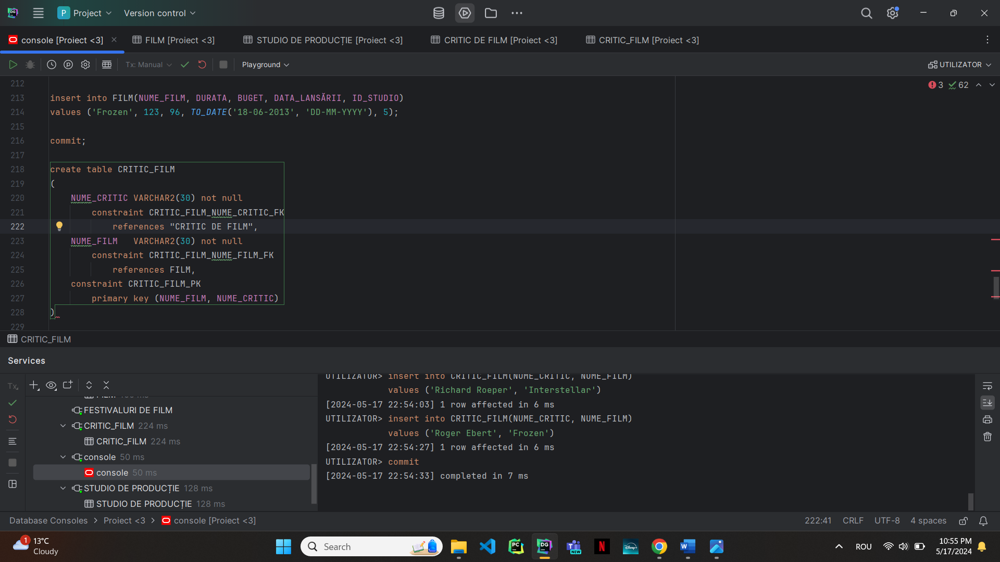 DG
P Project
Version control
console [Proiect <3]
FILM [Proiect <3]
STUDIO DE PRODUCȚIE [Proiect <3]
CRITIC DE FILM [Proiect <3]
CRITIC_FILM [Proiect <3]
Tx: Manual
Playground
UTILIZATOR
3 62
212
213 insert into FILM(NUME_FILM, DURATA, BUGET, DATA_LANSĂRII, ID_STUDIO)
214 values ('Frozen', 123, 96, TO_DATE('18-06-2013', 'DD-MM-YYYY'), 5);
215
216 commit;
217
218 create table CRITIC_FILM
219 (
220 NUME_CRITIC VARCHAR2(30) not null
221 constraint CRITIC_FILM_NUME_CRITIC_FK
222 references "CRITIC DE FILM",
223 NUME_FILM VARCHAR2(30) not null
224 constraint CRITIC_FILM_NUME_FILM_FK
225 references FILM,
226 constraint CRITIC_FILM_PK
227 primary key (NUME_FILM, NUME_CRITIC)
228 )
229
CRITIC_FILM
Services
Tx
FESTIVALURI DE FILM
CRITIC_FILM 224 ms
CRITIC_FILM 224 ms
console 50 ms
console 50 ms
STUDIO DE PRODUCȚIE 128 ms
STUDIO DE PRODUCȚIE 128 ms
UTILIZATOR> insert into CRITIC_FILM(NUME_CRITIC, NUME_FILM)
values ('Richard Roeper', 'Interstellar')
[2024-05-17 22:54:03] 1 row affected in 6 ms
UTILIZATOR> insert into CRITIC_FILM(NUME_CRITIC, NUME_FILM)
values ('Roger Ebert', 'Frozen')
[2024-05-17 22:54:27] 1 row affected in 6 ms
UTILIZATOR> commit
[2024-05-17 22:54:33] completed in 7 ms
Database Consoles > Proiect <3 > console [Proiect <3]
222:41 CRLF UTF-8 4 spaces
1
13°C
Cloudy
Search
PC
DG
NEW
N
Disney+
W
ROU
10:55 PM
5/17/2024